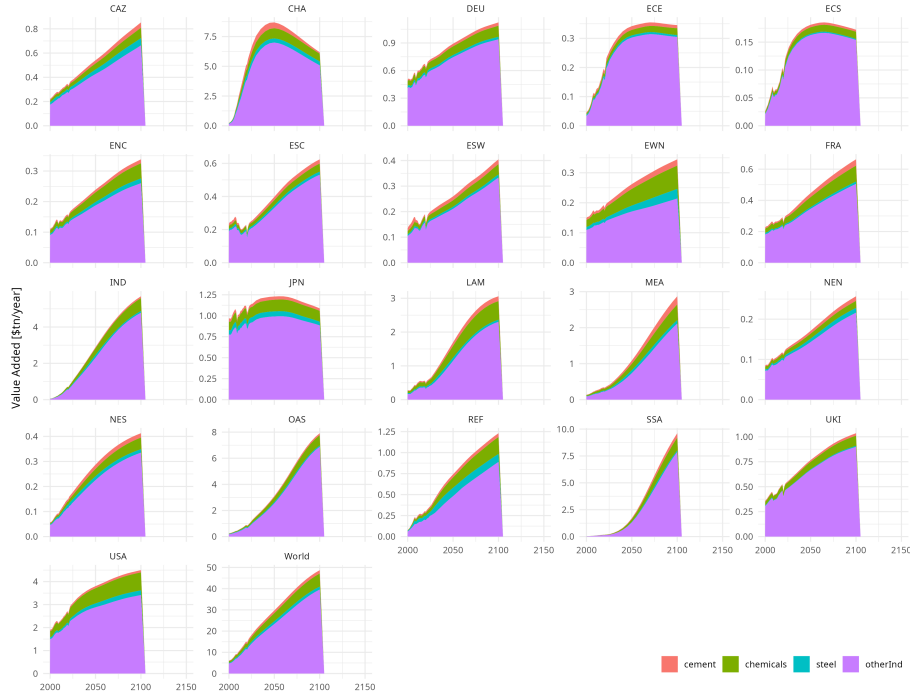 CAZ CHA DEU ECE ECS
0.8 7.5 0.9 0.3 0.15
0.6 5.0 0.6 0.2 0.10
0.4 2.5 0.3 0.1 0.05
0.2
0.0 0.0 0.0 0.0 0.00
ENC ESC ESW EWN FRA
0.3 0.6 0.4 0.3 0.6
0.2 0.4 0.3 0.2 0.4
0.1 0.2 0.2 0.1 0.2
0.1
0.0 0.0 0.0 0.0 0.0
IND JPN LAM MEA NEN
4 1.25 3 3 0.2
2 1.00 2 2 0.1
0.75 1 1
0.50
0.25
0 0.00 0 0 0.0
NES OAS REF SSA UKI
0.4 8 1.25 10.0 1.00
0.3 6 1.00 7.5 0.75
0.2 4 0.75 5.0 0.50
0.1 2 0.50 2.5 0.25
0.25
0.0 0 0.00 0.0 0.00
2000 2050 2100 2150 2000 2050 2100 2150 2000 2050 2100 2150
USA World
4 50
3 40
2 30
1 20
10
0 0
2000 2050 2100 2150 2000 2050 2100 2150
Value Added [$tn/year]
cement chemicals steel otherInd